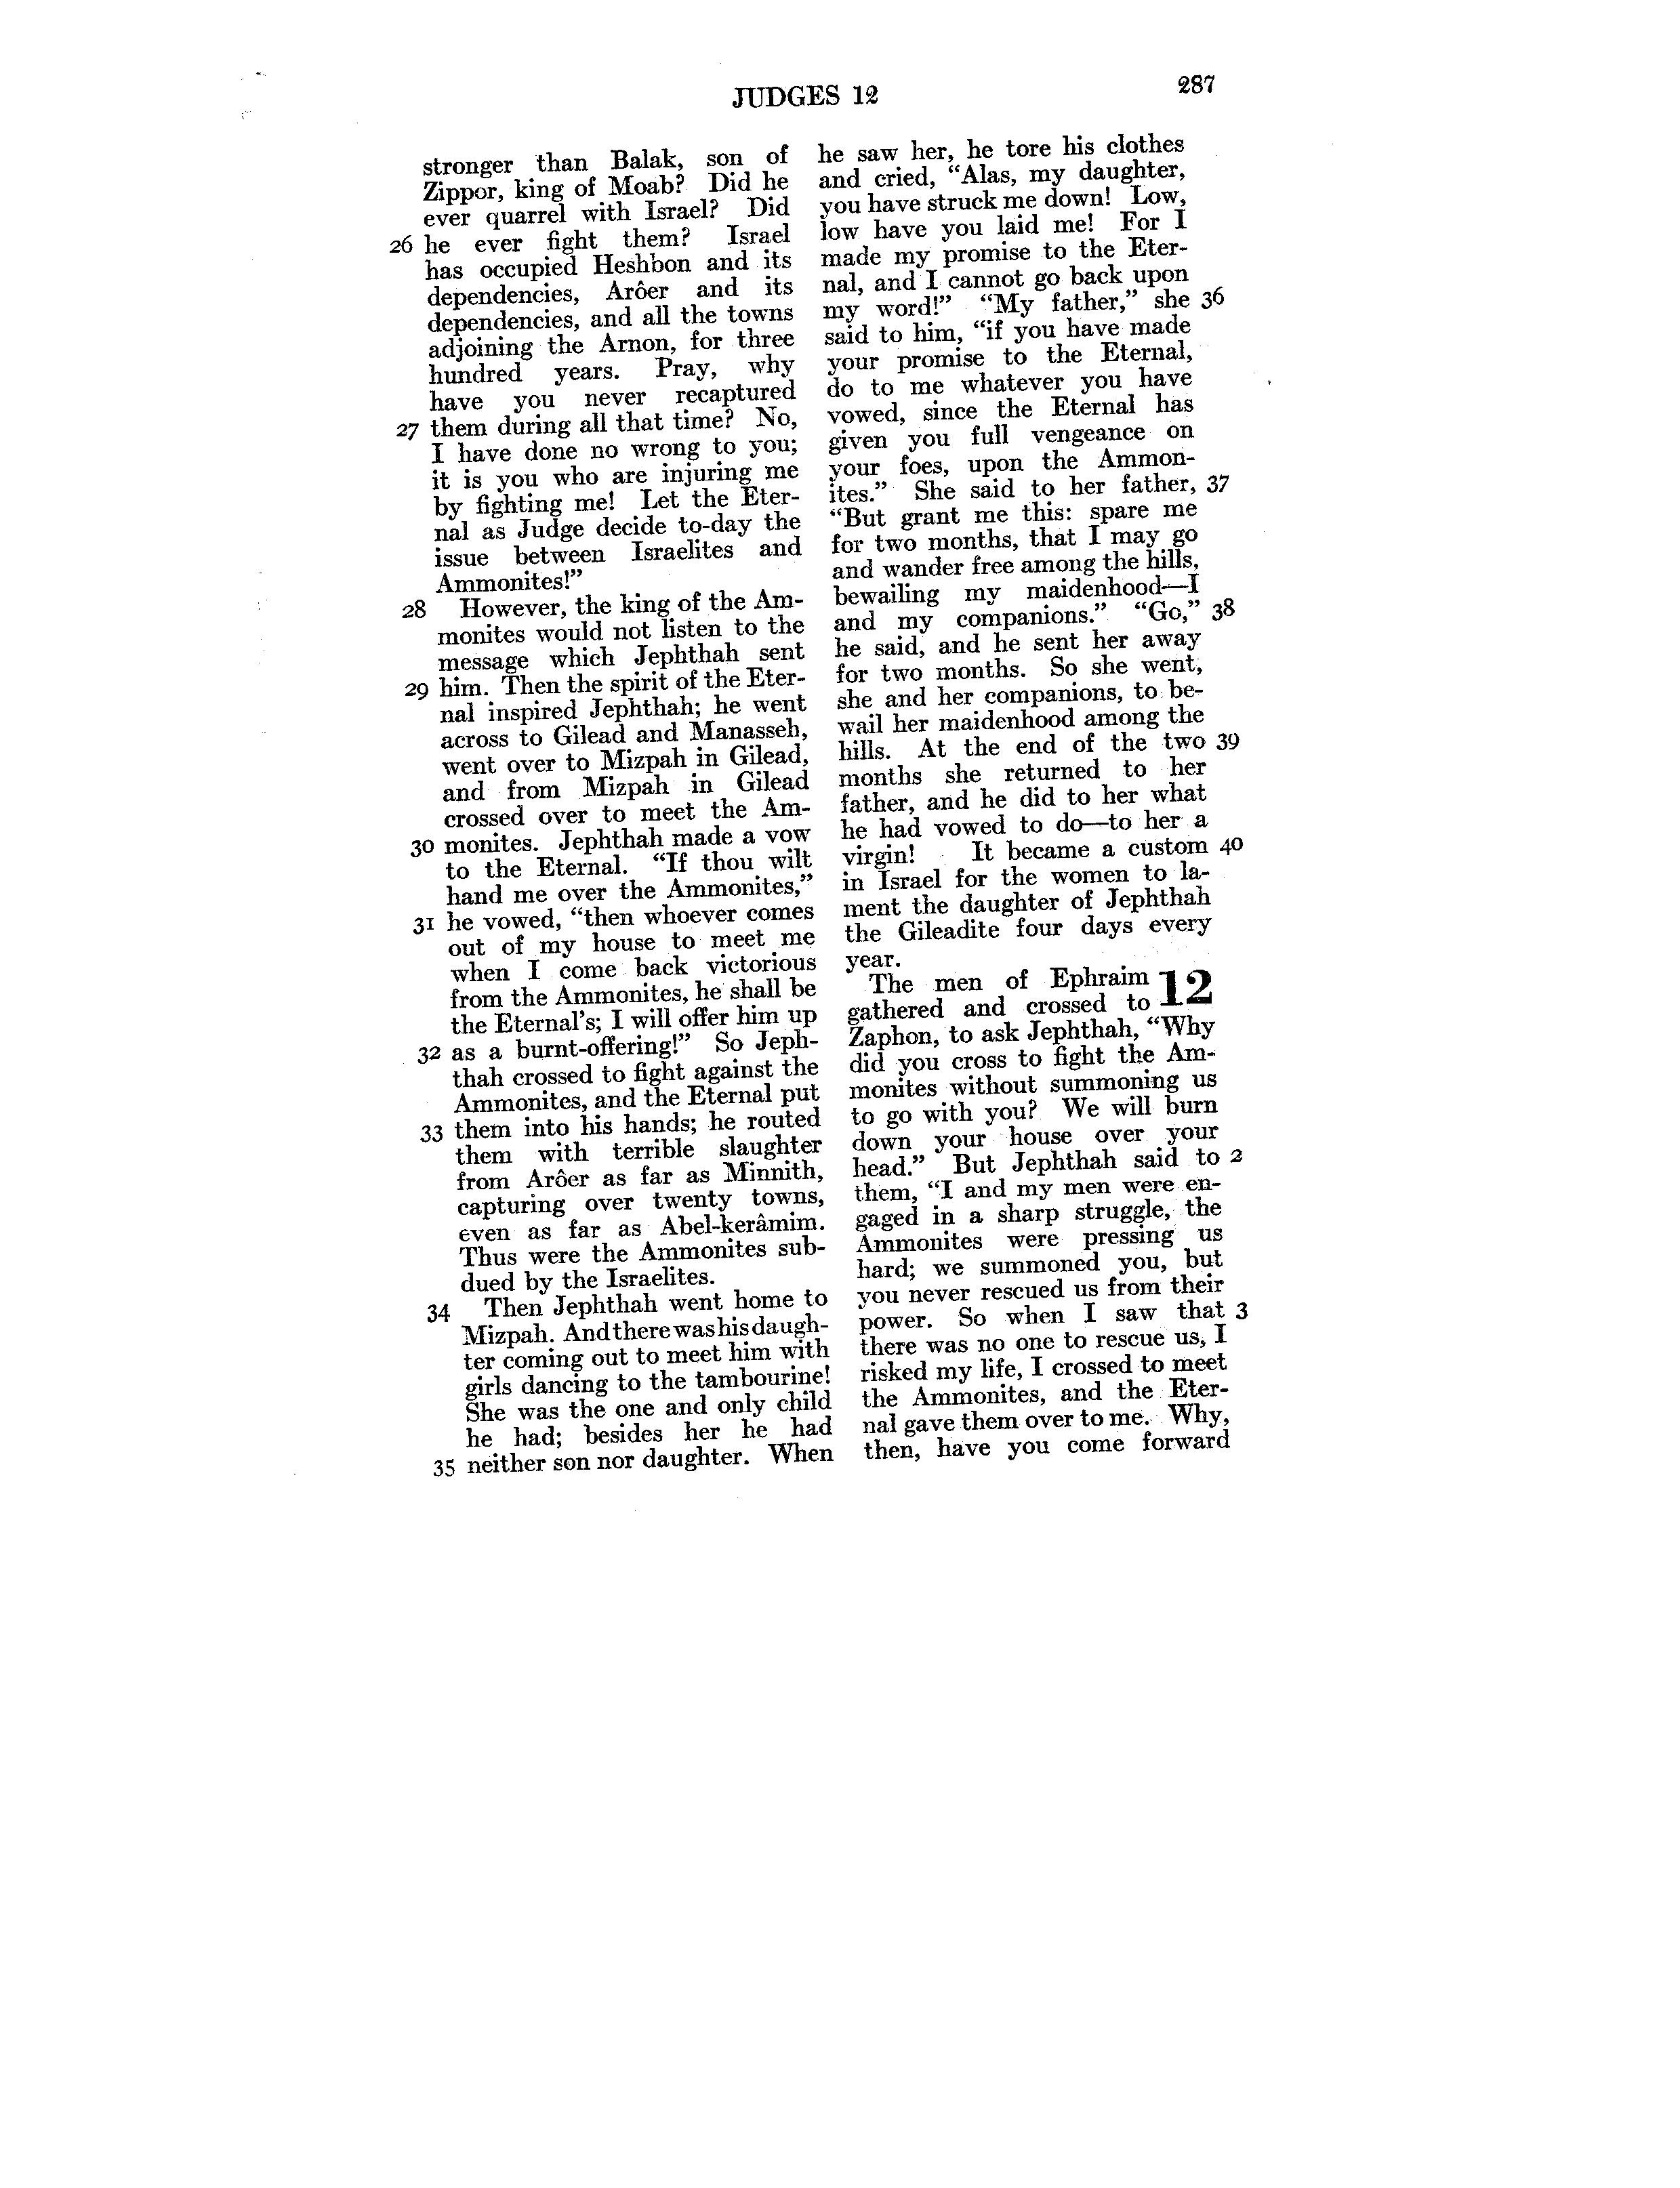 JUDGES 12
287
stronger than Balak, son of
Zippor, king of Moab? Did he
ever quarrel with Israel? Did
26 he ever fight them? Israel
has occupied Heshbon and its
dependencies, Arôer and its
dependencies, and all the towns
adjoining the Arnon, for three
hundred years. Pray, why
have you never recaptured
27 them during all that time? No,
I have done no wrong to you;
it is you who are injuring me
by fighting me! Let the Eter-
nal as Judge decide to-day the
issue between Israelites and
Ammonites!”
28 However, the king of the Am-
monites would not listen to the
message which Jephthah sent
29 him. Then the spirit of the Eter-
nal inspired Jephthah; he went
across to Gilead and Manasseh,
went over to Mizpah in Gilead,
and from Mizpah in Gilead
crossed over to meet the Am-
30 monites. Jephthah made a vow
to the Eternal. “If thou wilt
hand me over the Ammonites,”
31 he vowed, “then whoever comes
out of my house to meet me
when I come back victorious
from the Ammonites, he shall be
the Eternal’s; I will offer him up
32 as a burnt-offering!” So Jeph-
thah crossed to fight against the
Ammonites, and the Eternal put
33 them into his hands; he routed
them with terrible slaughter
from Arôer as far as Minnith,
capturing over twenty towns,
even as far as Abel-kerâmim.
Thus were the Ammonites sub-
dued by the Israelites.
34 Then Jephthah went home to
Mizpah. And there was his daugh-
ter coming out to meet him with
girls dancing to the tambourine!
She was the one and only child
he had; besides her he had
35 neither son nor daughter. When
he saw her, he tore his clothes
and cried, “Alas, my daughter,
you have struck me down! Low,
low have you laid me! For I
made my promise to the Eter-
nal, and I cannot go back upon
my word!” “My father,” she 36
said to him, “if you have made
your promise to the Eternal,
do to me whatever you have
vowed, since the Eternal has
given you full vengeance on
your foes, upon the Ammon-
ites.” She said to her father, 37
“But grant me this: spare me
for two months, that I may go
and wander free among the hills,
bewailing my maidenhood—I
and my companions.” “Go,” 38
he said, and he sent her away
for two months. So she went,
she and her companions, to be-
wail her maidenhood among the
hills. At the end of the two 39
months she returned to her
father, and he did to her what
he had vowed to do—to her a
virgin! It became a custom 40
in Israel for the women to la-
ment the daughter of Jephthah
the Gileadite four days every
year.
The men of Ephraim 12
gathered and crossed to
Zaphon, to ask Jephthah, “Why
did you cross to fight the Am-
monites without summoning us
to go with you? We will burn
down your house over your
head.” But Jephthah said to 2
them, “I and my men were en-
gaged in a sharp struggle, the
Ammonites were pressing us
hard; we summoned you, but
you never rescued us from their
power. So when I saw that 3
there was no one to rescue us, I
risked my life, I crossed to meet
the Ammonites, and the Eter-
nal gave them over to me. Why,
then, have you come forward